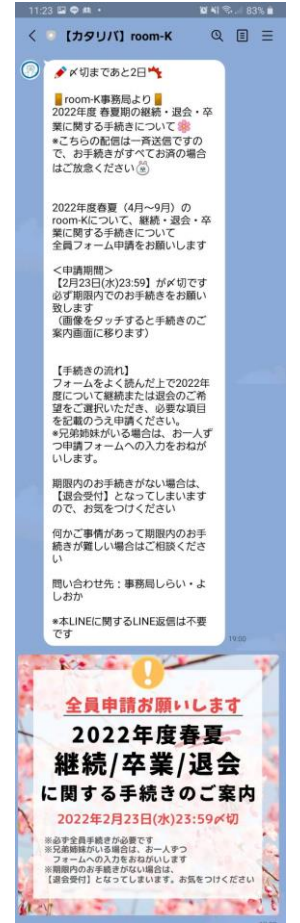 11:23
83%
【カタリバ】room-K
〆切まであと2日
room-K事務局より
2022年度 春夏期の継続・退会・卒
業に関する手続きについて🌸
*こちらの配信は一斉送信ですの
で、お手続きがすべてお済の場合
はご放念ください
2022年度春夏（4月〜9月）の
room-Kについて、継続・退会・卒
業に関する手続きについて
全員フォーム申請をお願いします
＜申請期間＞
【2月23日(水)23:59】が〆切です
必ず期限内でのお手続きをお願い
致します
（画像をタッチすると手続きのご
案内画面に移ります）
【手続きの流れ】
フォームをよく読んだ上で2022年
度について継続または退会のご希
望をご選択いただき、必要な項目
を記載のうえ申請ください。
*兄弟姉妹がいる場合は、お一人ず
つ申請フォームへの入力をおねが
いします。
期限内のお手続きがない場合は、
【退会受付】となってしまいます
ので、お気をつけください
何かご事情があって期限内のお手
続きが難しい場合はご相談くださ
い
問い合わせ先：事務局しらい・よ
しおか
*本LINEに関するLINE返信は不要
です
19:00
全員申請お願いします
2022年度春夏
継続/卒業/退会
に関する手続きのご案内
2022年2月23日(水)23:59〆切
※必ず全員手続きが必要です
※兄弟姉妹がいる場合は、お一人ずつ
フォームへの入力をおねがいします
※期限内のお手続きがない場合は、
【退会受付】となってしまいます。お気をつけください